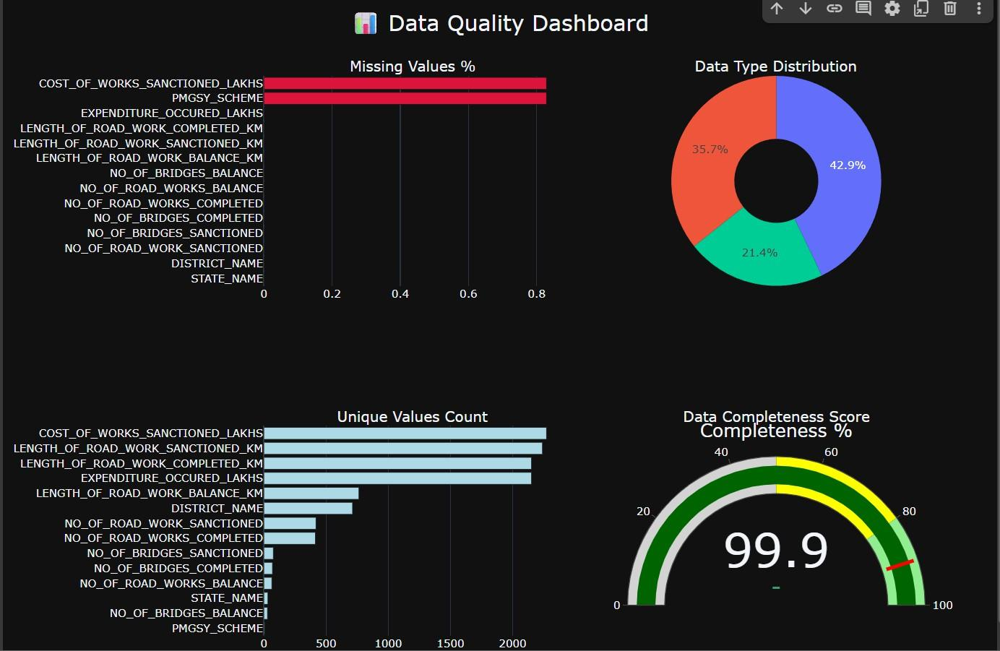 Data Quality Dashboard
Missing Values %
COST_OF_WORKS_SANCTIONED_LAKHS
PMGSY_SCHEME
EXPENDITURE_OCCURED_LAKHS
LENGTH_OF_ROAD_WORK_COMPLETED_KM
LENGTH_OF_ROAD_WORK_SANCTIONED_KM
LENGTH_OF_ROAD_WORK_BALANCE_KM
NO_OF_BRIDGES_BALANCE
NO_OF_ROAD_WORKS_BALANCE
NO_OF_ROAD_WORKS_COMPLETED
NO_OF_BRIDGES_COMPLETED
NO_OF_BRIDGES_SANCTIONED
NO_OF_ROAD_WORK_SANCTIONED
DISTRICT_NAME
STATE_NAME
0 0.2 0.4 0.6 0.8
Data Type Distribution
35.7%
42.9%
21.4%
Unique Values Count
COST_OF_WORKS_SANCTIONED_LAKHS
LENGTH_OF_ROAD_WORK_SANCTIONED_KM
LENGTH_OF_ROAD_WORK_COMPLETED_KM
EXPENDITURE_OCCURED_LAKHS
LENGTH_OF_ROAD_WORK_BALANCE_KM
DISTRICT_NAME
NO_OF_ROAD_WORK_SANCTIONED
NO_OF_ROAD_WORKS_COMPLETED
NO_OF_BRIDGES_SANCTIONED
NO_OF_BRIDGES_COMPLETED
NO_OF_ROAD_WORKS_BALANCE
STATE_NAME
NO_OF_BRIDGES_BALANCE
PMGSY_SCHEME
0 500 1000 1500 2000
Data Completeness Score
Completeness %
40 60
20 80
99.9
-
0 100